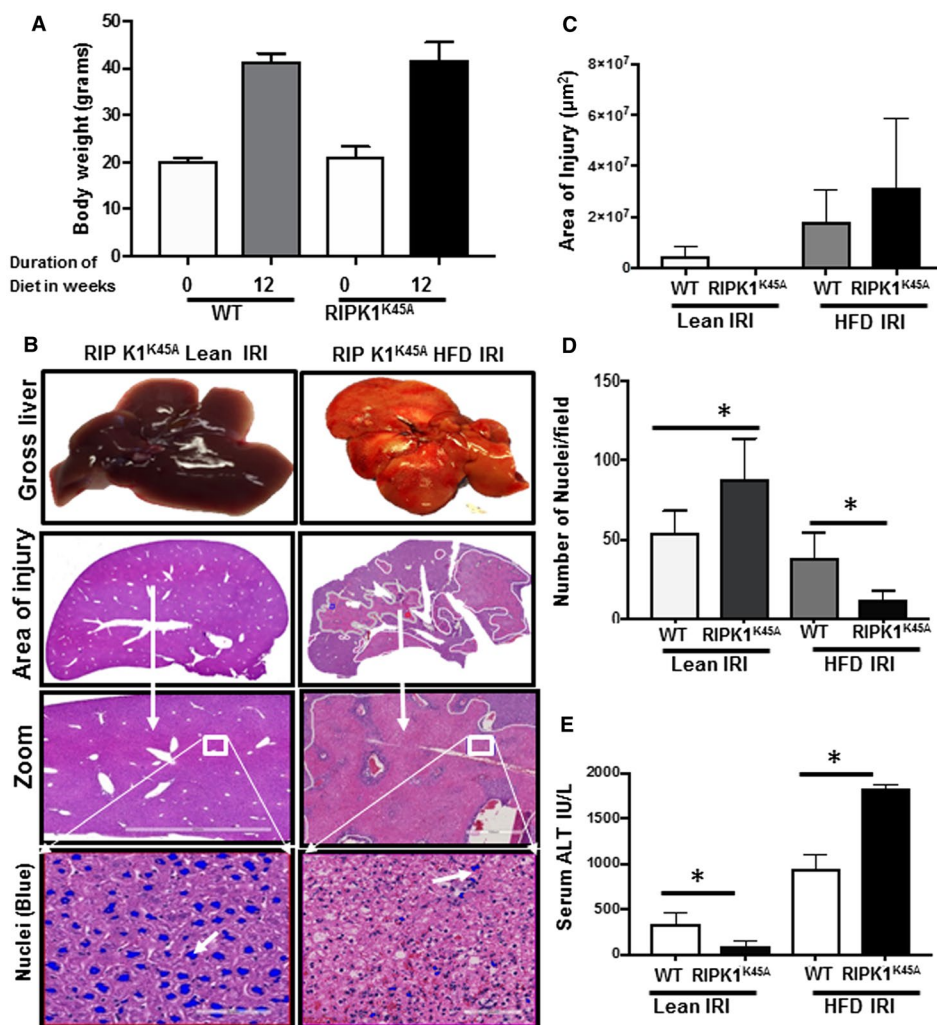 A
Body weight (grams)
50
40
30
20
10
0
Duration of
Diet in weeks
0 12 0 12
WT RIPK1K45A
B
RIP K1K45A Lean IRI RIP K1K45A HFD IRI
Gross liver
Area of injury
Zoom
Nuclei (Blue)
C
Area of Injury (µm2)
8×10⁷
6×10⁷
4×10⁷
2×10⁷
0
WT RIPK1K45A WT RIPK1K45A
Lean IRI HFD IRI
D
Number of Nuclei/field
150
100
50
0
*
*
WT RIPK1K45A WT RIPK1K45A
Lean IRI HFD IRI
E
Serum ALT IU/L
2000
1500
1000
500
0
*
*
WT RIPK1K45A WT RIPK1K45A
Lean IRI HFD IRI